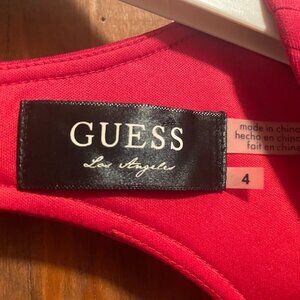 GUESS
Los Angeles
made in china
hecho en china
fait en chine
4